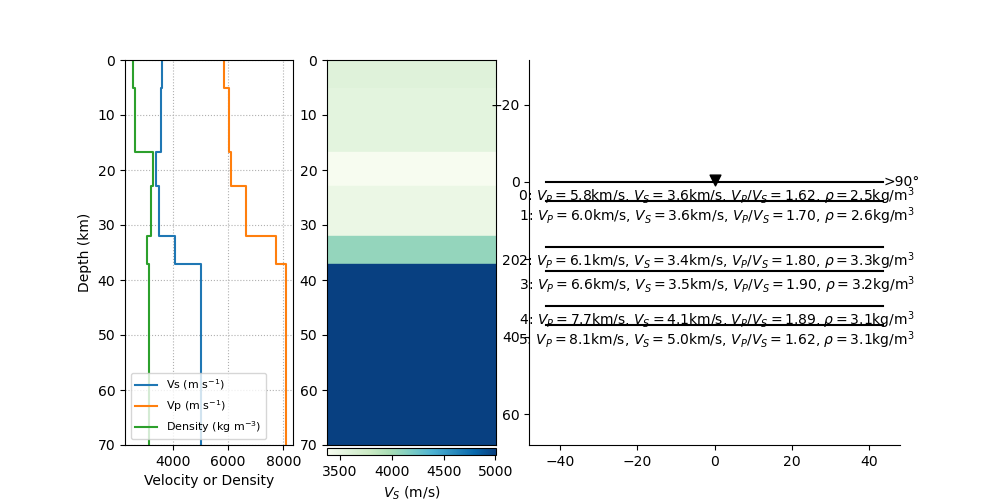 0
10
20
30
40
50
60
70
Depth (km)
4000 6000 8000
Velocity or Density
Vs (m s⁻¹)
Vp (m s⁻¹)
Density (kg m⁻³)
0
10
20
30
40
50
60
70
3500 4000 4500 5000
V_S (m/s)
−20
0
20
40
60
−40 −20 0 20 40
>90°
0: V_P = 5.8km/s, V_S = 3.6km/s, V_P/V_S = 1.62, ρ = 2.5kg/m³
1: V_P = 6.0km/s, V_S = 3.6km/s, V_P/V_S = 1.70, ρ = 2.6kg/m³
2: V_P = 6.1km/s, V_S = 3.4km/s, V_P/V_S = 1.80, ρ = 3.3kg/m³
3: V_P = 6.6km/s, V_S = 3.5km/s, V_P/V_S = 1.90, ρ = 3.2kg/m³
4: V_P = 7.7km/s, V_S = 4.1km/s, V_P/V_S = 1.89, ρ = 3.1kg/m³
5: V_P = 8.1km/s, V_S = 5.0km/s, V_P/V_S = 1.62, ρ = 3.1kg/m³